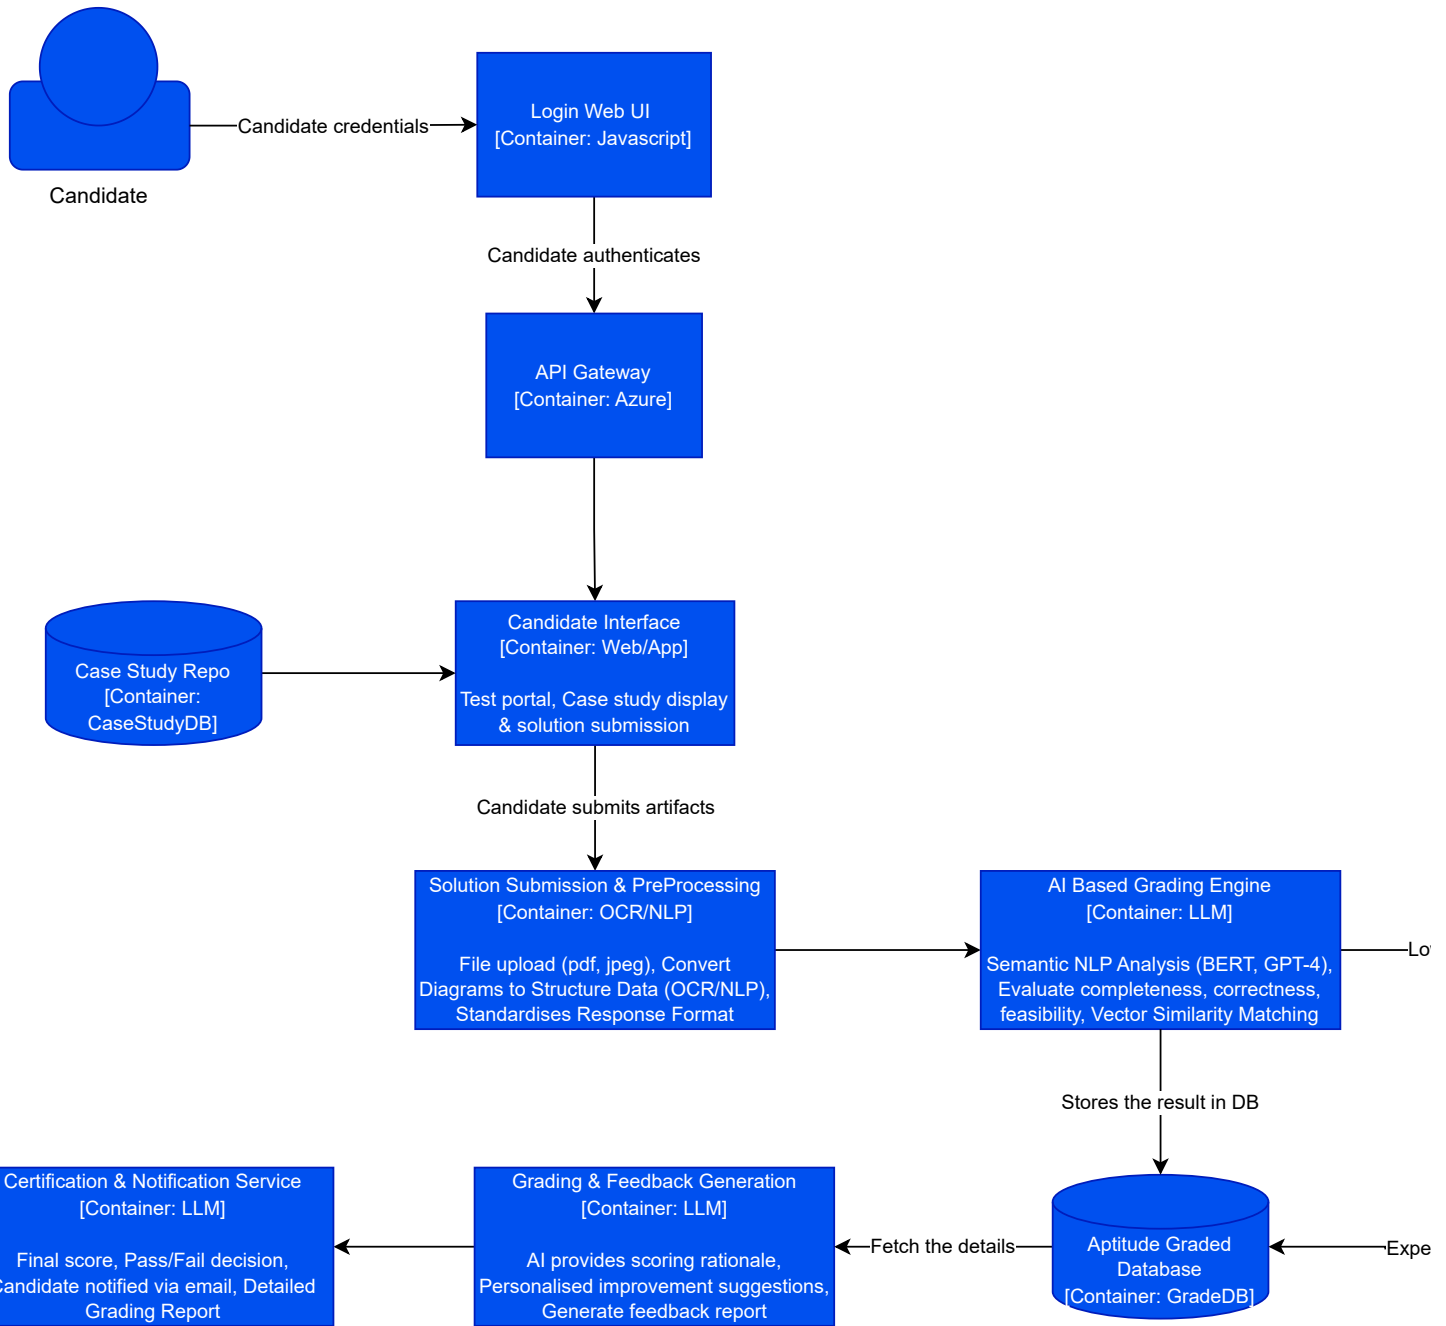 Candidate credentials
Login Web UI
[Container: Javascript]
Candidate
Candidate authenticates
API Gateway
[Container: Azure]
Case Study Repo
[Container:
CaseStudyDB]
Candidate Interface
[Container: Web/App]
Test portal, Case study display
& solution submission
Candidate submits artifacts
Solution Submission & PreProcessing
[Container: OCR/NLP]
File upload (pdf, jpeg), Convert
Diagrams to Structure Data (OCR/NLP),
Standardises Response Format
AI Based Grading Engine
[Container: LLM]
Semantic NLP Analysis (BERT, GPT-4),
Evaluate completeness, correctness,
feasibility, Vector Similarity Matching
Stores the result in DB
Certification & Notification Service
[Container: LLM]
Final score, Pass/Fail decision,
Candidate notified via email, Detailed
Grading Report
Grading & Feedback Generation
[Container: LLM]
AI provides scoring rationale,
Personalised improvement suggestions,
Generate feedback report
Fetch the details
Aptitude Graded
Database
[Container: GradeDB]